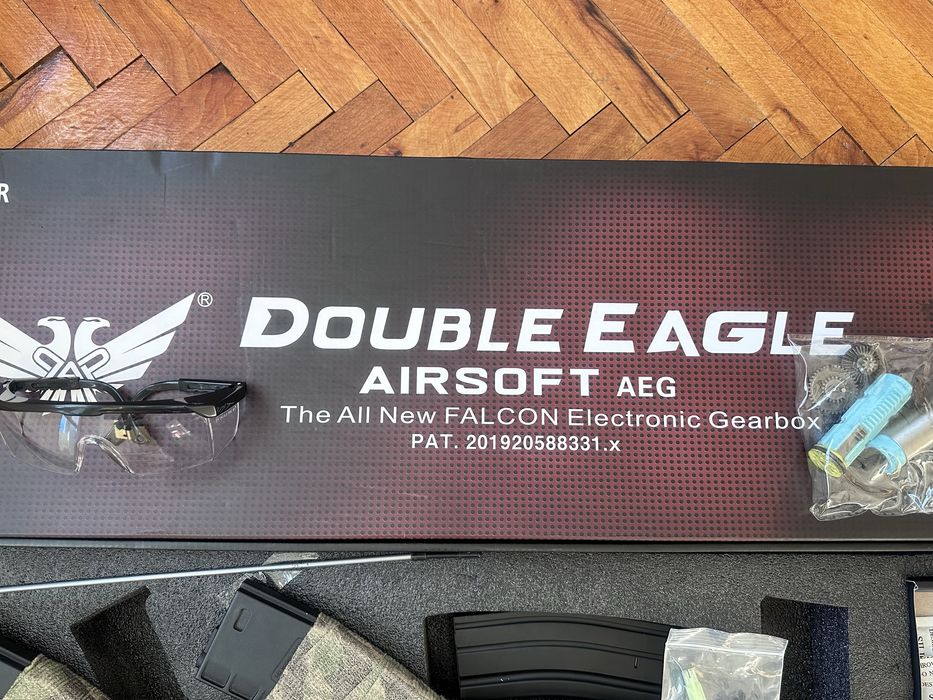 R
®
DOUBLE EAGLE
AIRSOFT AEG
The All New FALCON Electronic Gearbox
PAT. 201920588331.x